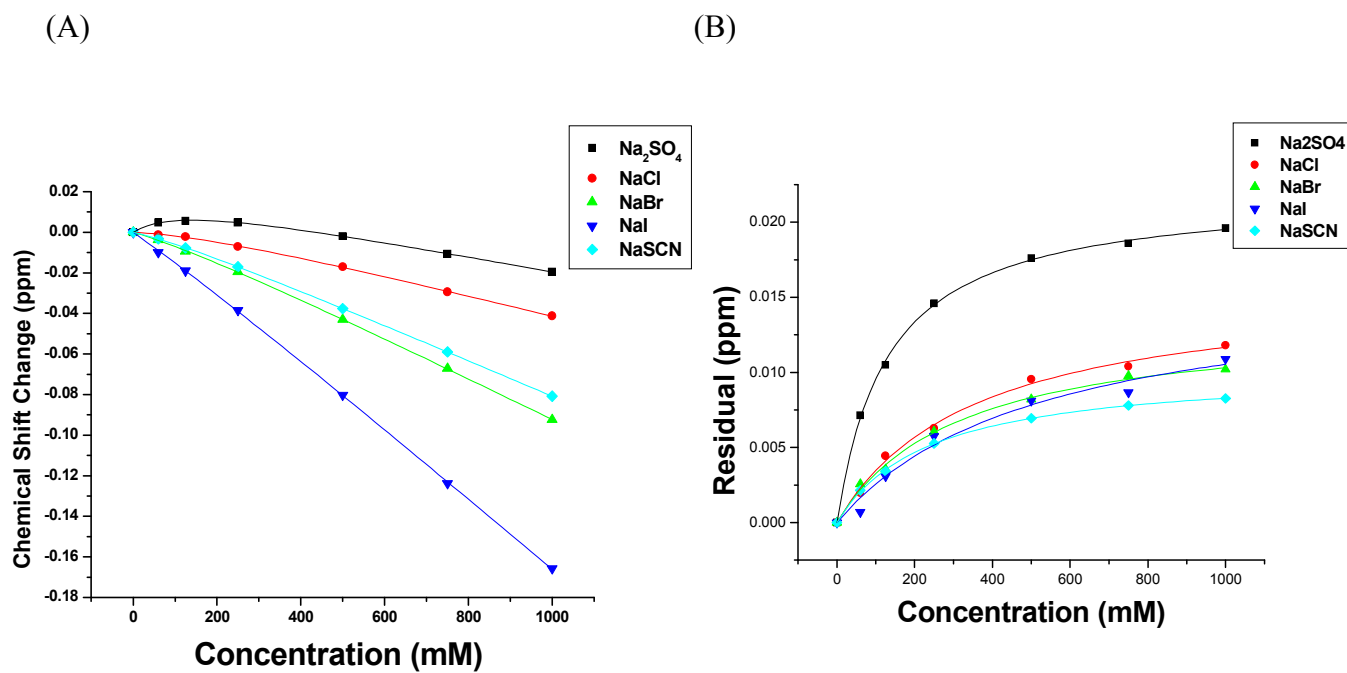 (A)
Na₂SO₄
NaCl
NaBr
NaI
NaSCN
0.02
0.00
-0.02
-0.04
-0.06
-0.08
-0.10
-0.12
-0.14
-0.16
-0.18
Chemical Shift Change (ppm)
0 200 400 600 800 1000
Concentration (mM)
(B)
Na2SO4
NaCl
NaBr
NaI
NaSCN
0.020
0.015
0.010
0.005
0.000
Residual (ppm)
0 200 400 600 800 1000
Concentration (mM)